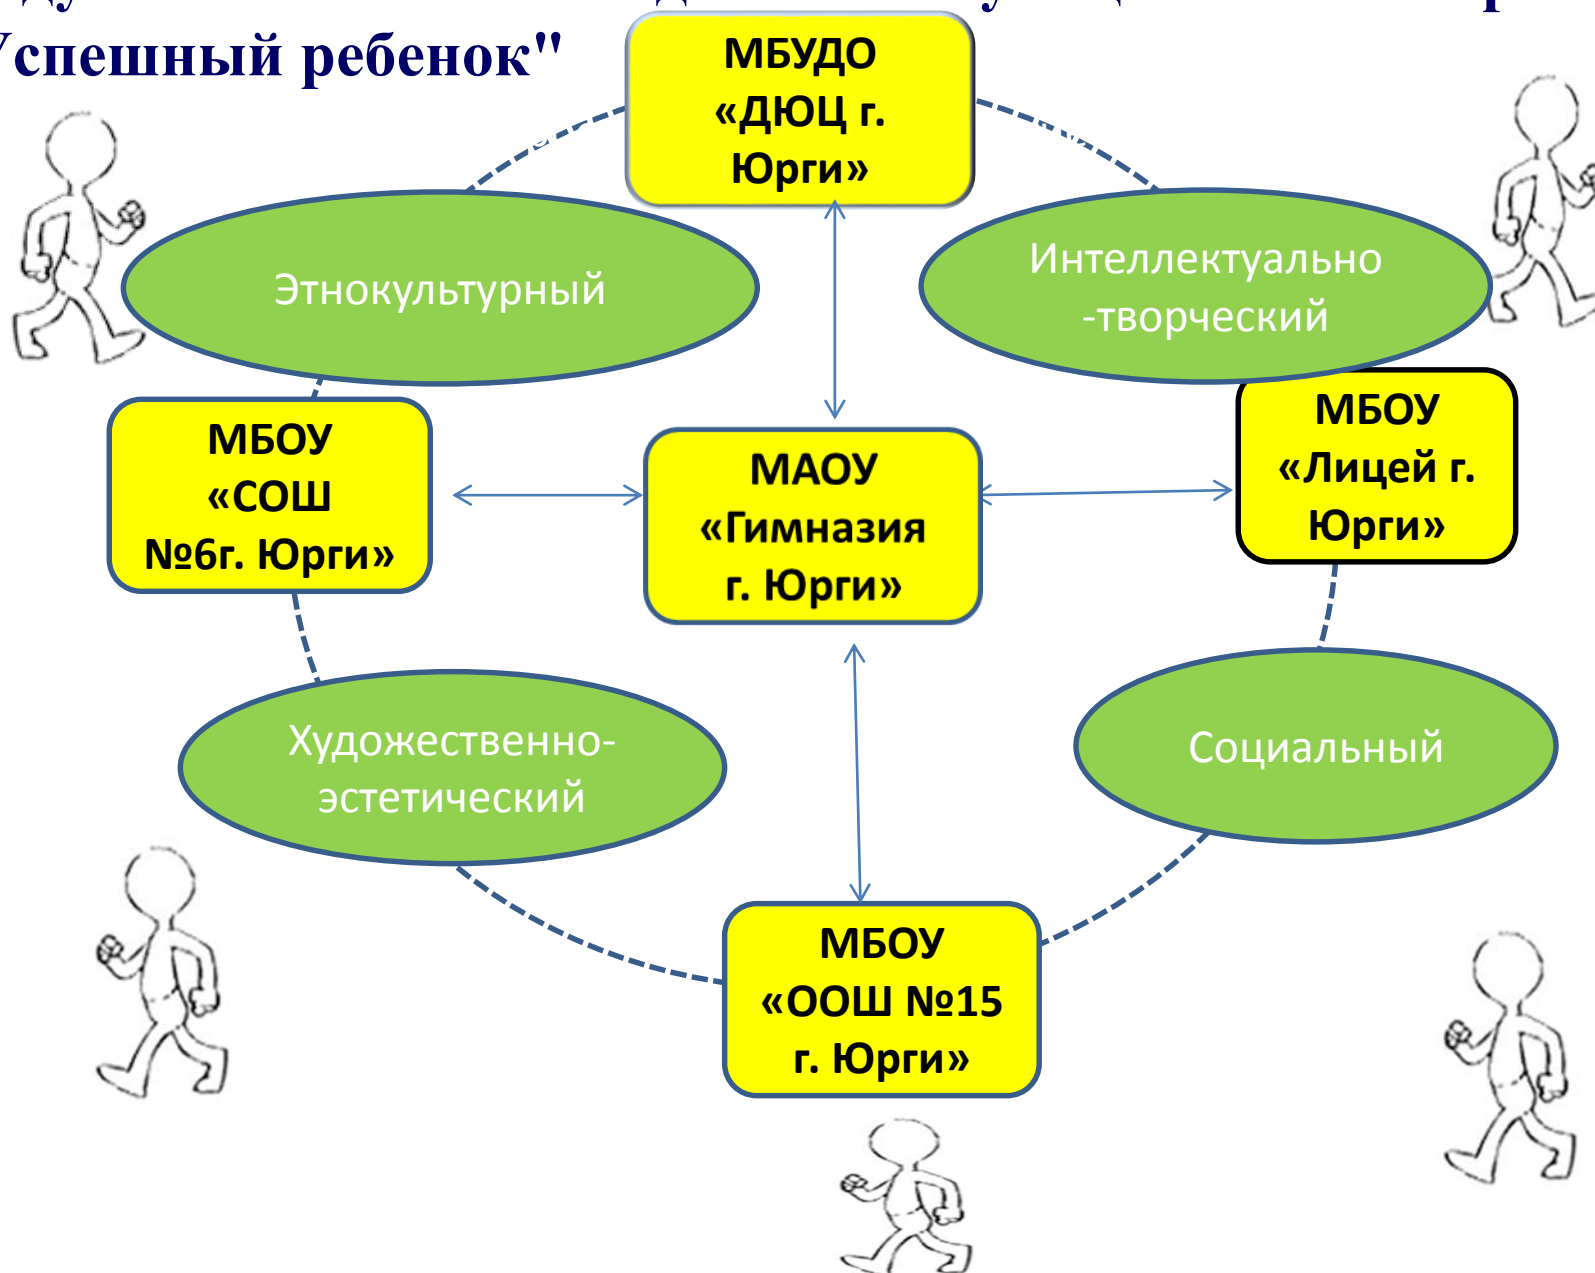 Успешный ребенок"
МБУДО
«ДЮЦ г.
Юрги»
Этнокультурный
Интеллектуально
-творческий
МБОУ
«СОШ
№6г. Юрги»
МАОУ
«Гимназия
г. Юрги»
МБОУ
«Лицей г.
Юрги»
Художественно-
эстетический
Социальный
МБОУ
«ООШ №15
г. Юрги»